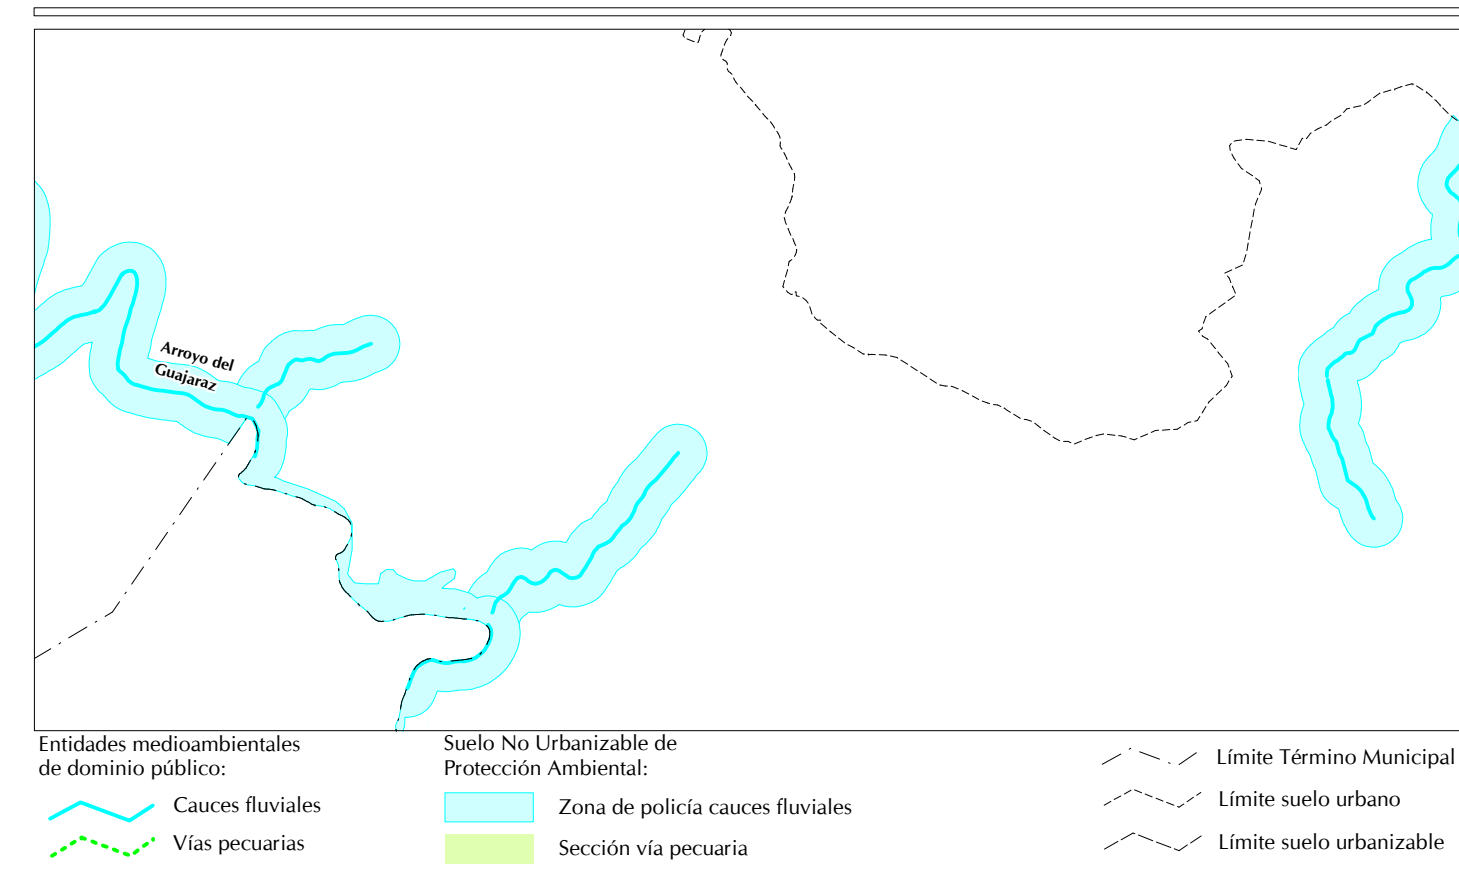 Arroyo del
Guajaraz
Entidades medioambientales
de dominio público:
Cauces fluviales
Vías pecuarias
Suelo No Urbanizable de
Protección Ambiental:
Zona de policía cauces fluviales
Sección vía pecuaria
Límite Término Municipal
Límite suelo urbano
Límite suelo urbanizable